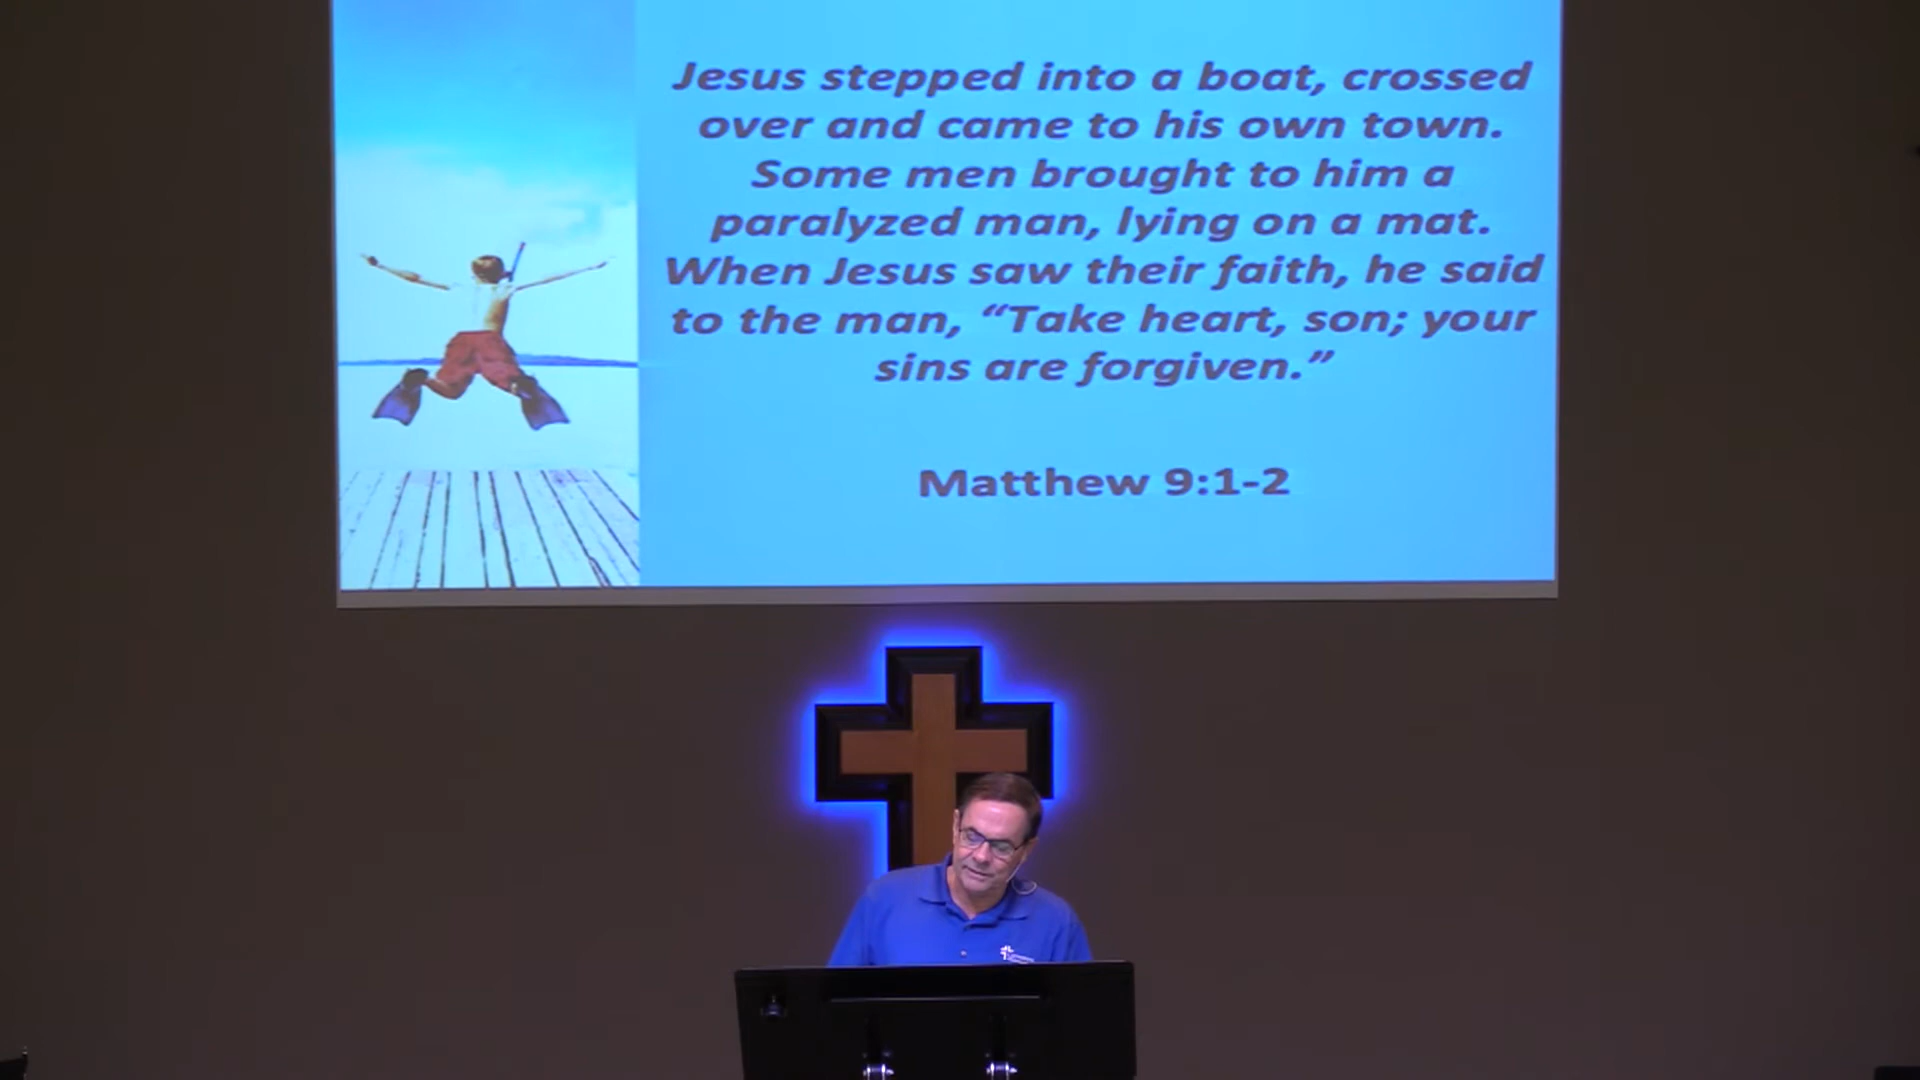 Jesus stepped into a boat, crossed
over and came to his own town.
Some men brought to him a
paralyzed man, lying on a mat.
When Jesus saw their faith, he said
to the man, “Take heart, son; your
sins are forgiven.”
Matthew 9:1-2